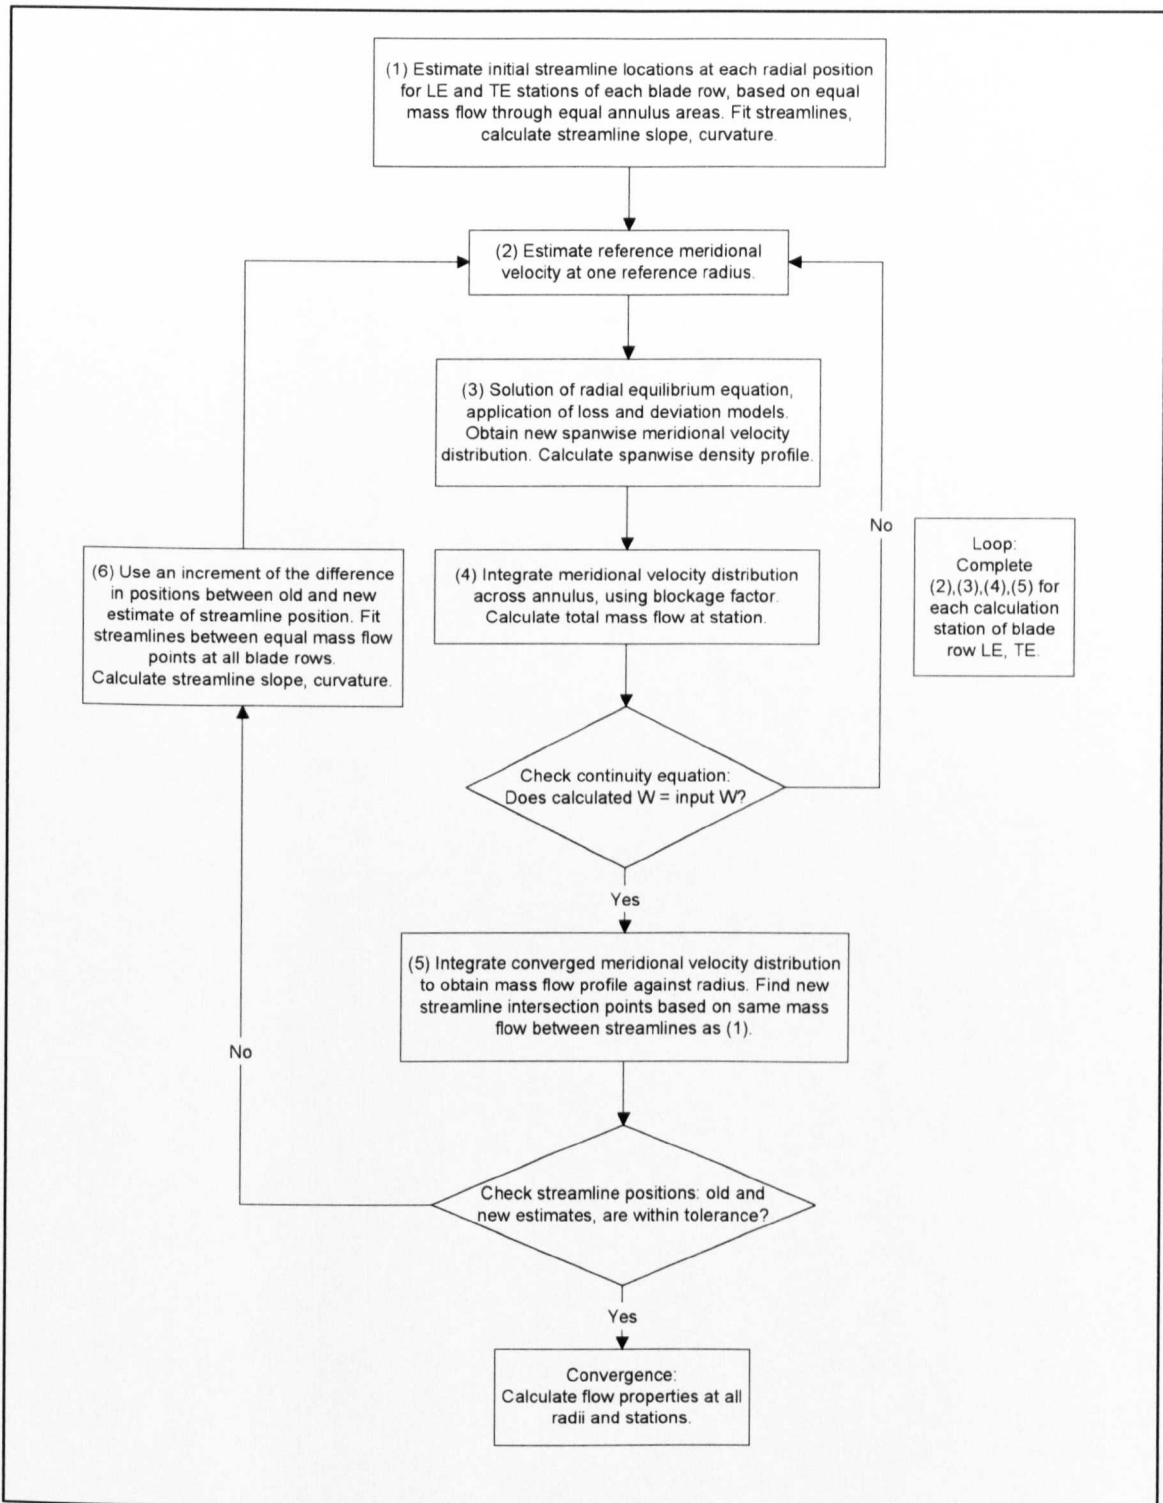 (1) Estimate initial streamline locations at each radial position
for LE and TE stations of each blade row, based on equal
mass flow through equal annulus areas. Fit streamlines,
calculate streamline slope, curvature.
(2) Estimate reference meridional
velocity at one reference radius.
(3) Solution of radial equilibrium equation,
application of loss and deviation models.
Obtain new spanwise meridional velocity
distribution. Calculate spanwise density profile.
No
Loop:
Complete
(2),(3),(4),(5) for
each calculation
station of blade
row LE, TE.
(6) Use an increment of the difference
in positions between old and new
estimate of streamline position. Fit
streamlines between equal mass flow
points at all blade rows.
Calculate streamline slope, curvature.
(4) Integrate meridional velocity distribution
across annulus, using blockage factor.
Calculate total mass flow at station.
Check continuity equation:
Does calculated W = input W?
Yes
(5) Integrate converged meridional velocity distribution
to obtain mass flow profile against radius. Find new
streamline intersection points based on same mass
flow between streamlines as (1).
No
Check streamline positions: old and
new estimates, are within tolerance?
Yes
Convergence:
Calculate flow properties at all
radii and stations.